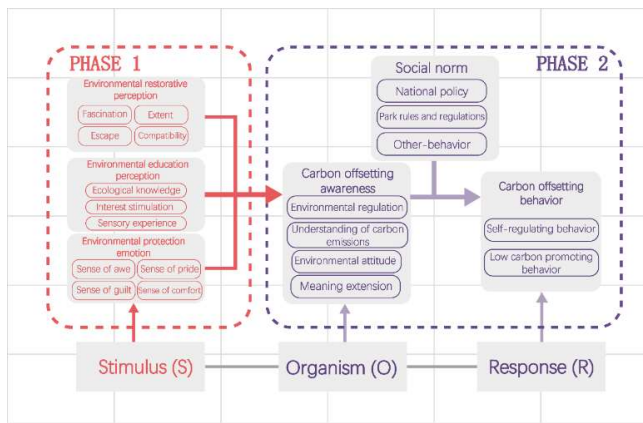 PHASE 1
Environmental restorative
perception
Fascination
Extent
Escape
Compatibility
Environmental education
perception
Ecological knowledge
Interest stimulation
Sensory experience
Environmental protection
emotion
Sense of awe
Sense of pride
Sense of guilt
Sense of comfort
PHASE 2
Social norm
National policy
Park rules and regulations
Other-behavior
Carbon offsetting
awareness
Environmental regulation
Understanding of carbon
emissions
Environmental attitude
Meaning extension
Carbon offsetting
behavior
Self-regulating behavior
Low carbon promoting
behavior
Stimulus (S)
Organism (O)
Response (R)